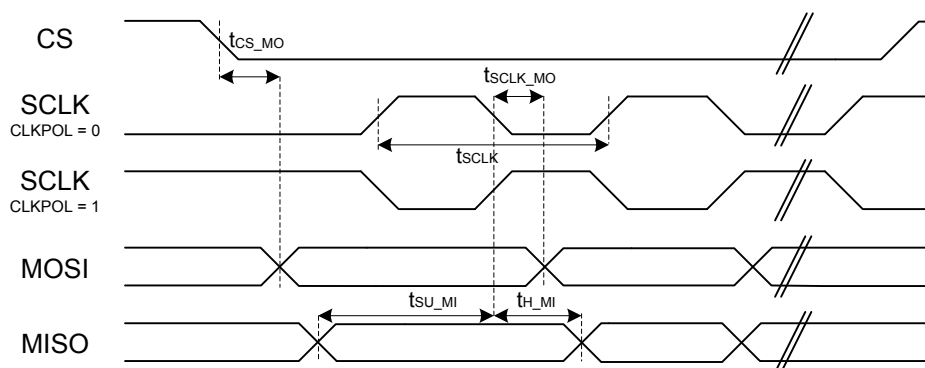 CS
tCS_MO
tSCLK_MO
SCLK
CLKPOL = 0
tSCLK
SCLK
CLKPOL = 1
MOSI
tSU_MI
tH_MI
MISO